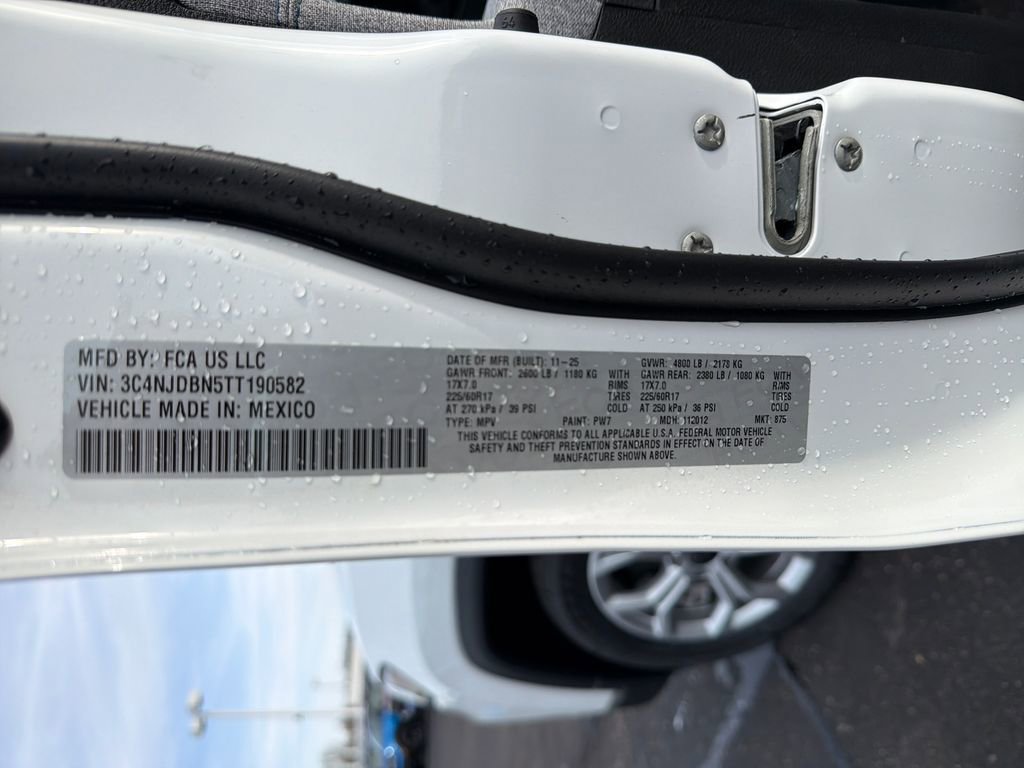 64
MFD BY: FCA US LLC
VIN: 3C4NJDBN5TT190582
VEHICLE MADE IN: MEXICO
DATE OF MFR (BUILT): 11-25 GVWR: 4800 LB / 2178 KG
GAWR FRONT: 2600 LB / 1180 KG WITH GAWR REAR: 2380 LB / 1080 KG WITH
17X7.0 RIMS 17X7.0 RIMS
225/60R17 TIRES 225/60R17 TIRES
AT 270 kPa / 39 PSI COLD AT 250 kPa / 36 PSI COLD
TYPE: MPV PAINT: PW7 MDH: 112012 MKT: 875
THIS VEHICLE CONFORMS TO ALL APPLICABLE U.S.A. FEDERAL MOTOR VEHICLE
SAFETY AND THEFT PREVENTION STANDARDS IN EFFECT ON THE DATE OF
MANUFACTURE SHOWN ABOVE.